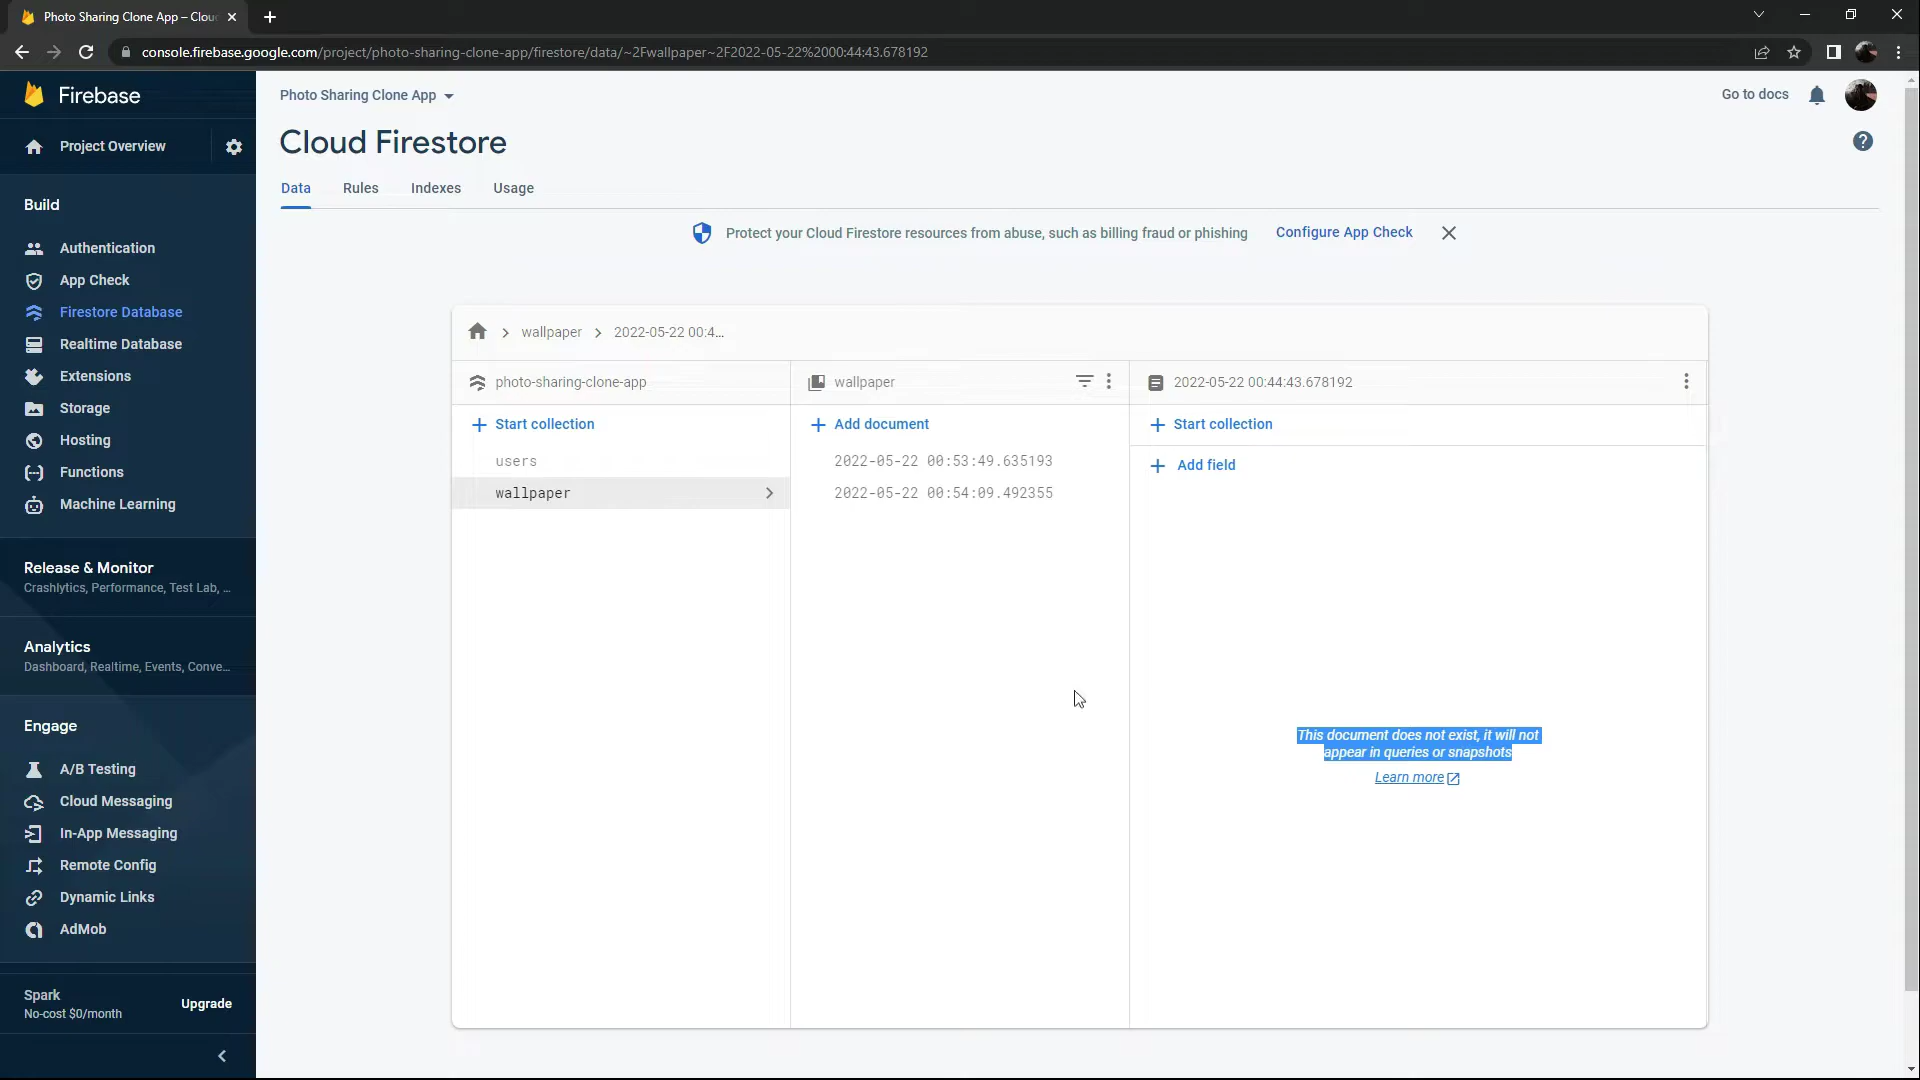 Photo Sharing Clone App – Clou
console.firebase.google.com/project/photo-sharing-clone-app/firestore/data/~2Fwallpaper~2F2022-05-22%2000:44:43.678192
Firebase
Project Overview
Build
Authentication
App Check
Firestore Database
Realtime Database
Extensions
Storage
Hosting
Functions
Machine Learning
Release & Monitor
Crashlytics, Performance, Test Lab, ...
Analytics
Dashboard, Realtime, Events, Conve...
Engage
A/B Testing
Cloud Messaging
In-App Messaging
Remote Config
Dynamic Links
AdMob
Spark
No-cost $0/month
Upgrade
Photo Sharing Clone App
Go to docs
Cloud Firestore
Data Rules Indexes Usage
Protect your Cloud Firestore resources from abuse, such as billing fraud or phishing Configure App Check
wallpaper 2022-05-22 00:4...
photo-sharing-clone-app
Start collection
users
wallpaper
wallpaper
Add document
2022-05-22 00:53:49.635193
2022-05-22 00:54:09.492355
2022-05-22 00:44:43.678192
Start collection
Add field
This document does not exist, it will not
appear in queries or snapshots
Learn more